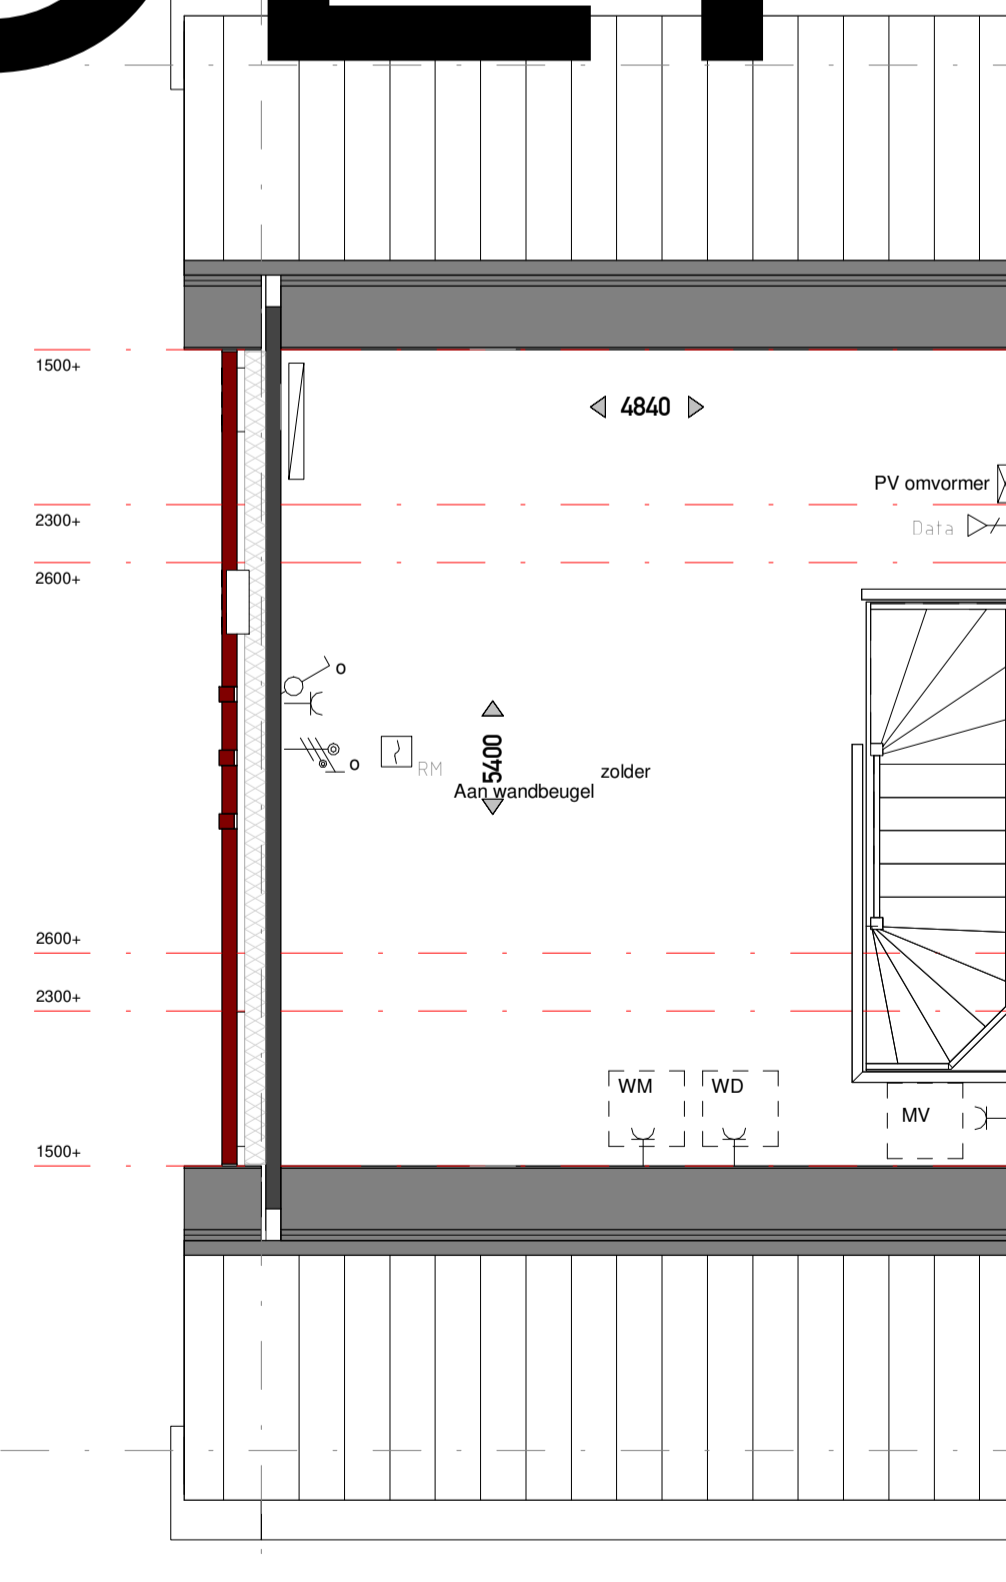 1500+
4840
PV omvormer
2300+
Data
2600+
o
o
RM
5400
zolder
Aan wandbeugel
2600+
2300+
WM
WD
MV
1500+